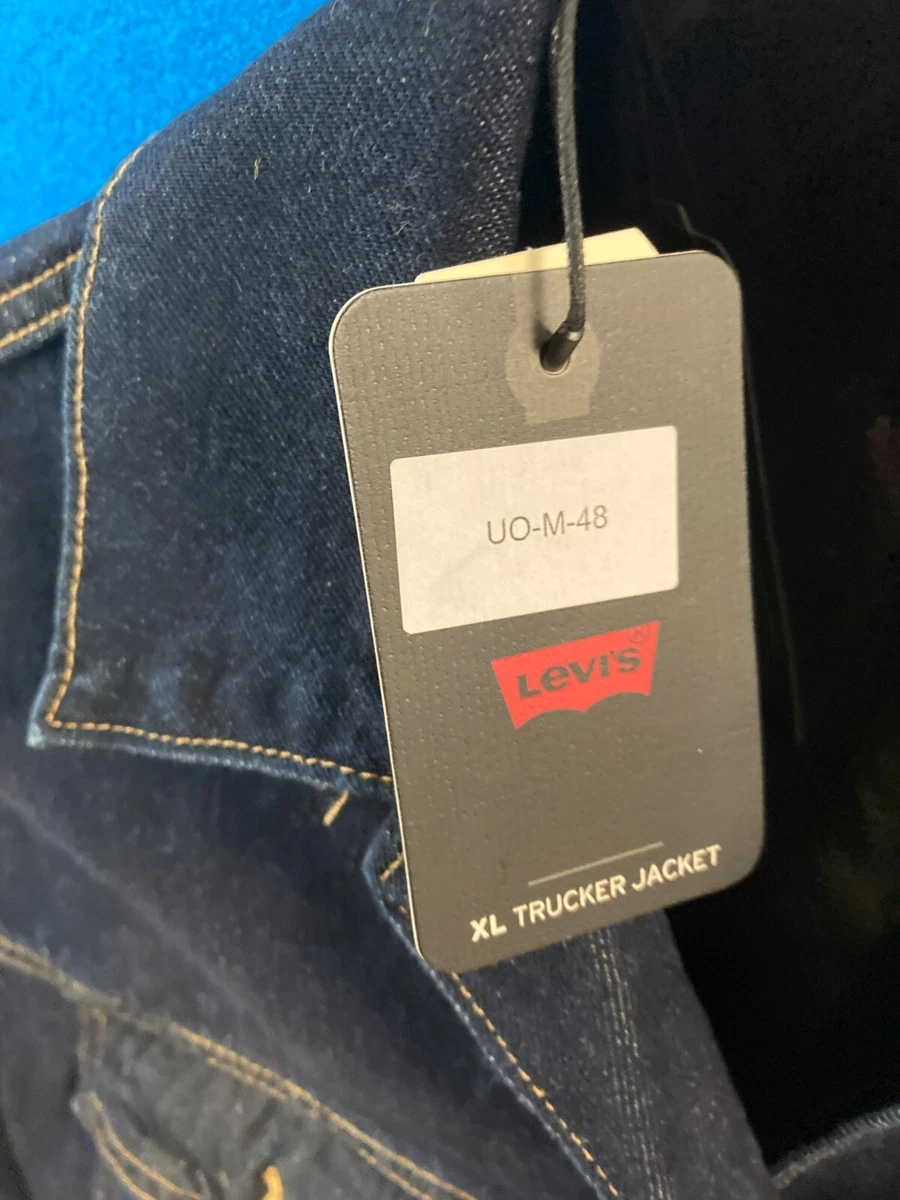 UO-M-48
Levi's®
XL TRUCKER JACKET